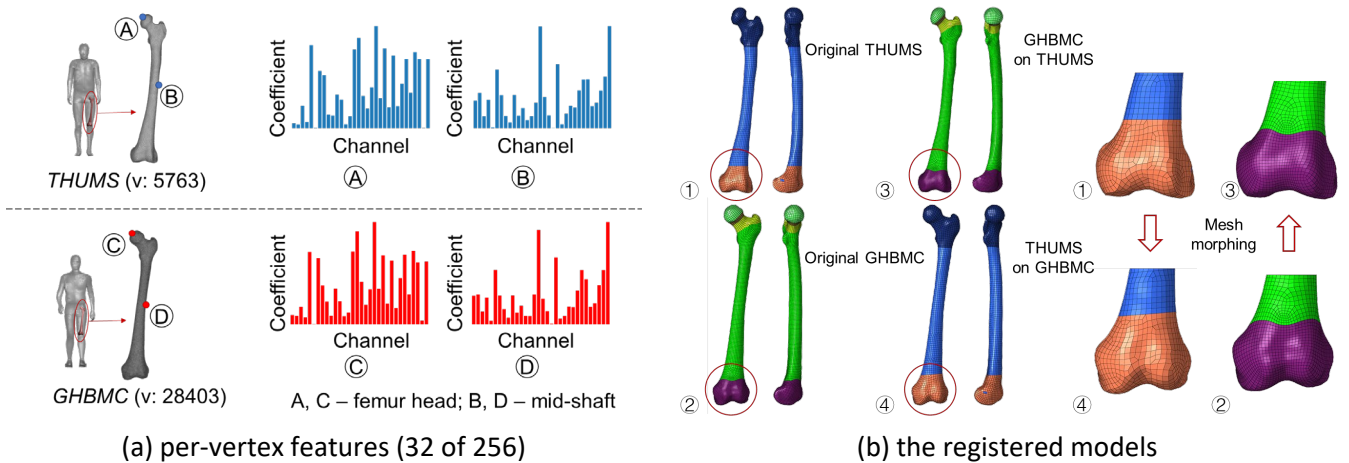 A
B
THUMS (v: 5763)
Coefficient
Channel
A
Coefficient
Channel
B
C
D
GHBMC (v: 28403)
Coefficient
Channel
C
Coefficient
Channel
D
A, C – femur head; B, D – mid-shaft
(a) per-vertex features (32 of 256)
Original THUMS
①
GHBMC
on THUMS
③
Original GHBMC
②
THUMS
on GHBMC
④
①
③
Mesh
morphing
④
②
(b) the registered models